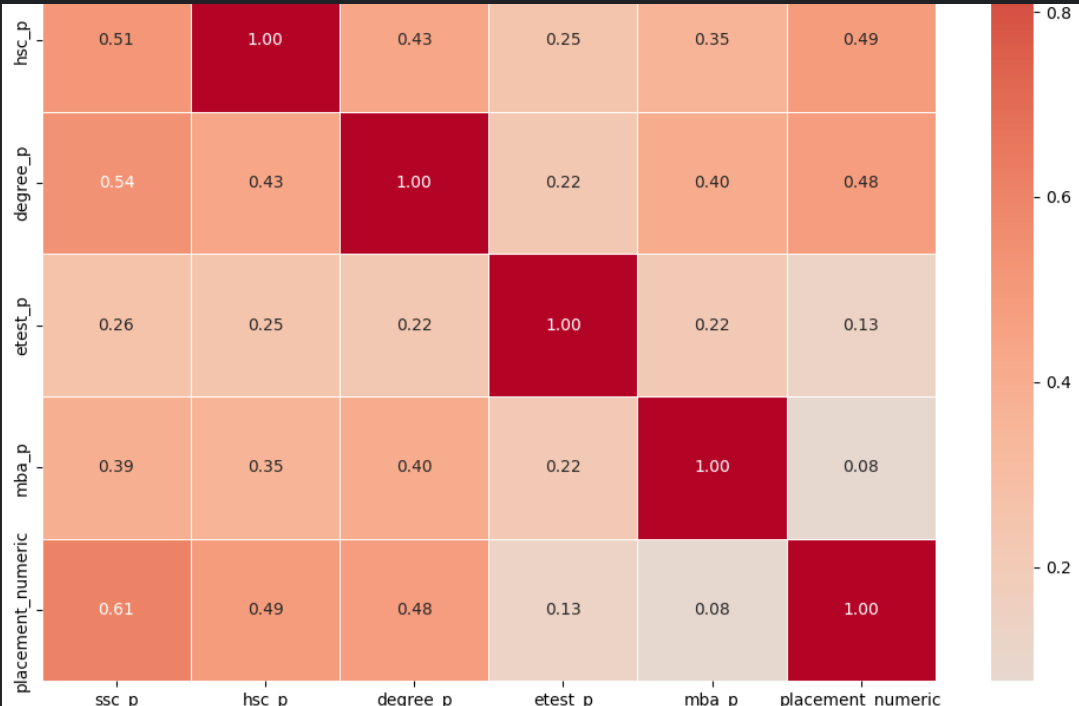 0.8
hsc_p 0.51 1.00 0.43 0.25 0.35 0.49
degree_p 0.54 0.43 1.00 0.22 0.40 0.48
0.6
etest_p 0.26 0.25 0.22 1.00 0.22 0.13
0.4
mba_p 0.39 0.35 0.40 0.22 1.00 0.08
0.2
placement_numeric 0.61 0.49 0.48 0.13 0.08 1.00
ssc_p hsc_p degree_p etest_p mba_p placement_numeric